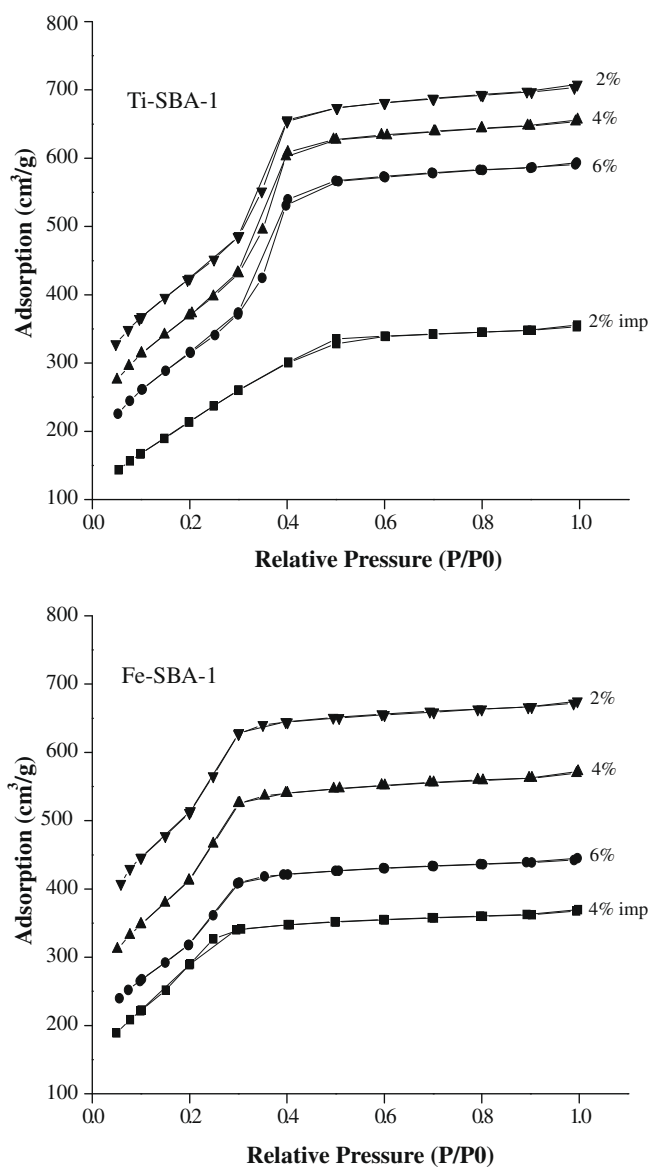 800
700
600
500
400
300
200
100
Adsorption (cm³/g)
Ti-SBA-1
2%
4%
6%
2% imp
0.0 0.2 0.4 0.6 0.8 1.0
Relative Pressure (P/P0)
800
700
600
500
400
300
200
100
Adsorption (cm³/g)
Fe-SBA-1
2%
4%
6%
4% imp
0.0 0.2 0.4 0.6 0.8 1.0
Relative Pressure (P/P0)